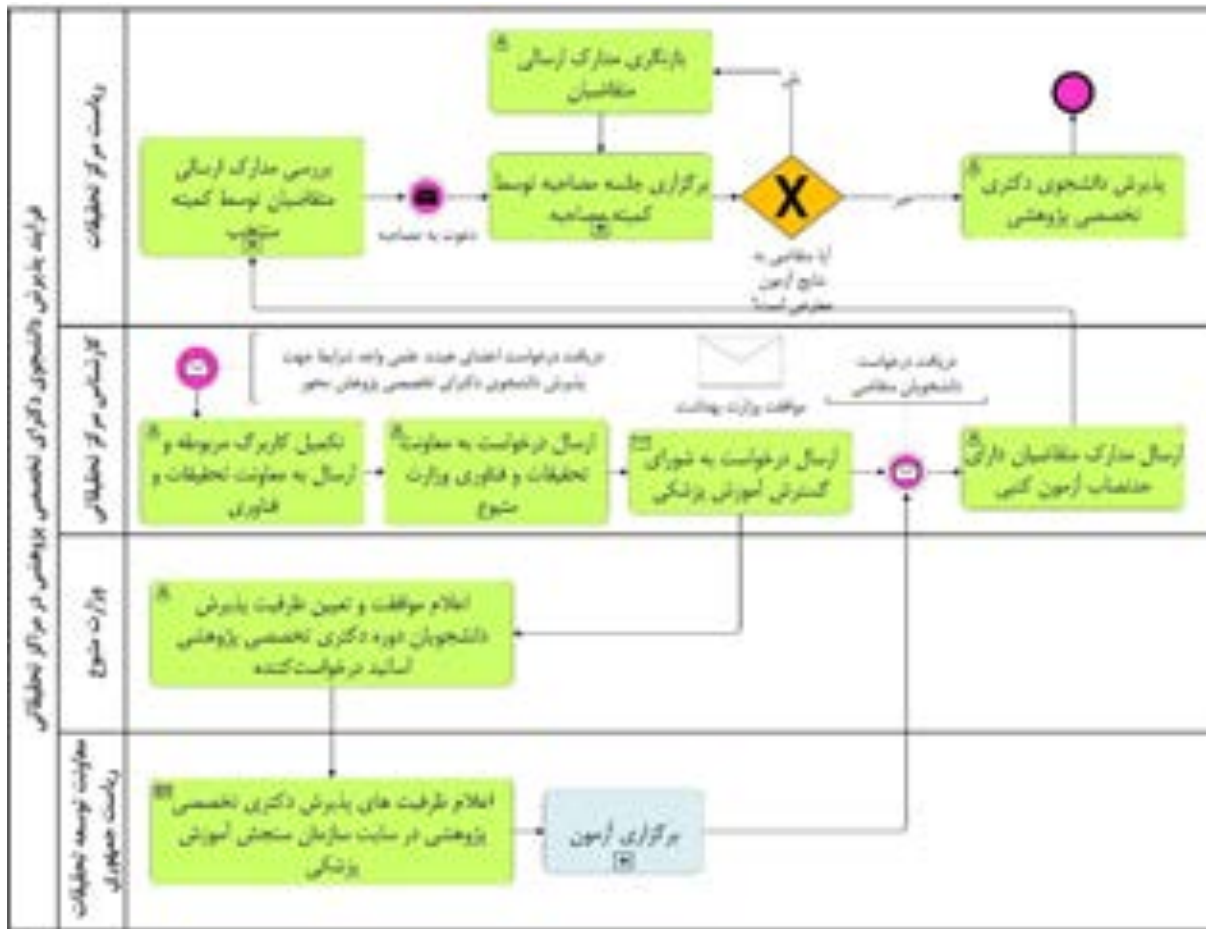 فرایند پذیرش دانشجوی دکترای تخصصی پژوهشی در مراکز تحقیقاتی
ریاست مرکز تحقیقات
بازنگری مدارک ارسالی
متقاضیان
بررسی مدارک ارسالی
متقاضیان توسط کمیته
منتخب
دعوت به مصاحبه
برگزاری جلسه مصاحبه توسط
کمیته مصاحبه
بلی
خیر
آیا متقاضی به
نتایج آزمون
معترض است؟
پذیرش دانشجوی دکتری
تخصصی پژوهشی
کارشناس مرکز تحقیقاتی
دریافت درخواست اعضای هیئت علمی واجد شرایط جهت
پذیرش دانشجوی دکترای تخصصی پژوهش محور
موافقت وزارت بهداشت
دریافت درخواست
دانشجویان متقاضی
تکمیل کاربرگ مربوطه و
ارسال به معاونت تحقیقات و
فناوری
ارسال درخواست به معاونت
تحقیقات و فناوری وزارت
متبوع
ارسال درخواست به شورای
گسترش آموزش پزشکی
ارسال مدارک متقاضیان دارای
حدنصاب آزمون کتبی
وزارت متبوع
اعلام موافقت و تعیین ظرفیت پذیرش
دانشجویان دوره دکتری تخصصی پژوهشی
اساتید درخواست‌کننده
معاونت توسعه تحقیقات
ریاست جمهوری
اعلام ظرفیت های پذیرش دکتری تخصصی
پژوهشی در سایت سازمان سنجش آموزش
پزشکی
برگزاری آزمون